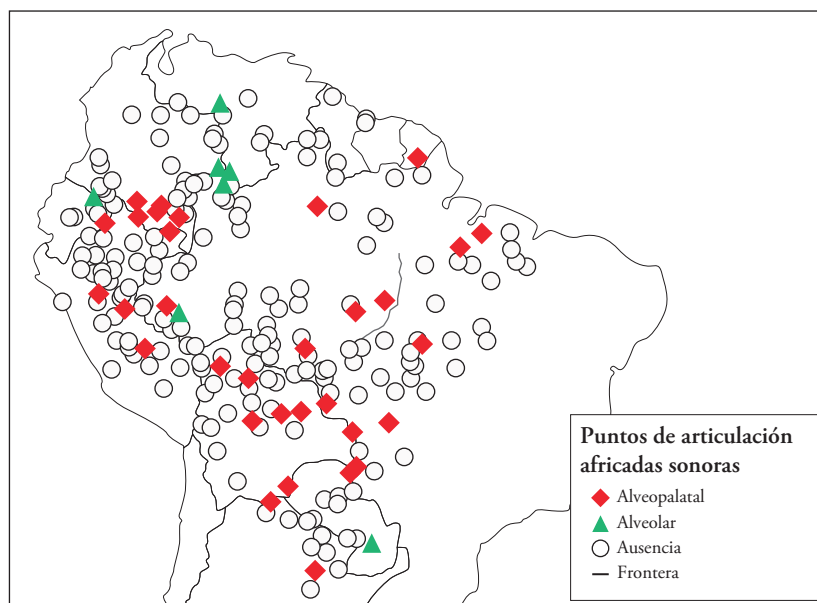 Puntos de articulación
africadas sonoras
Alveopalatal
Alveolar
Ausencia
Frontera